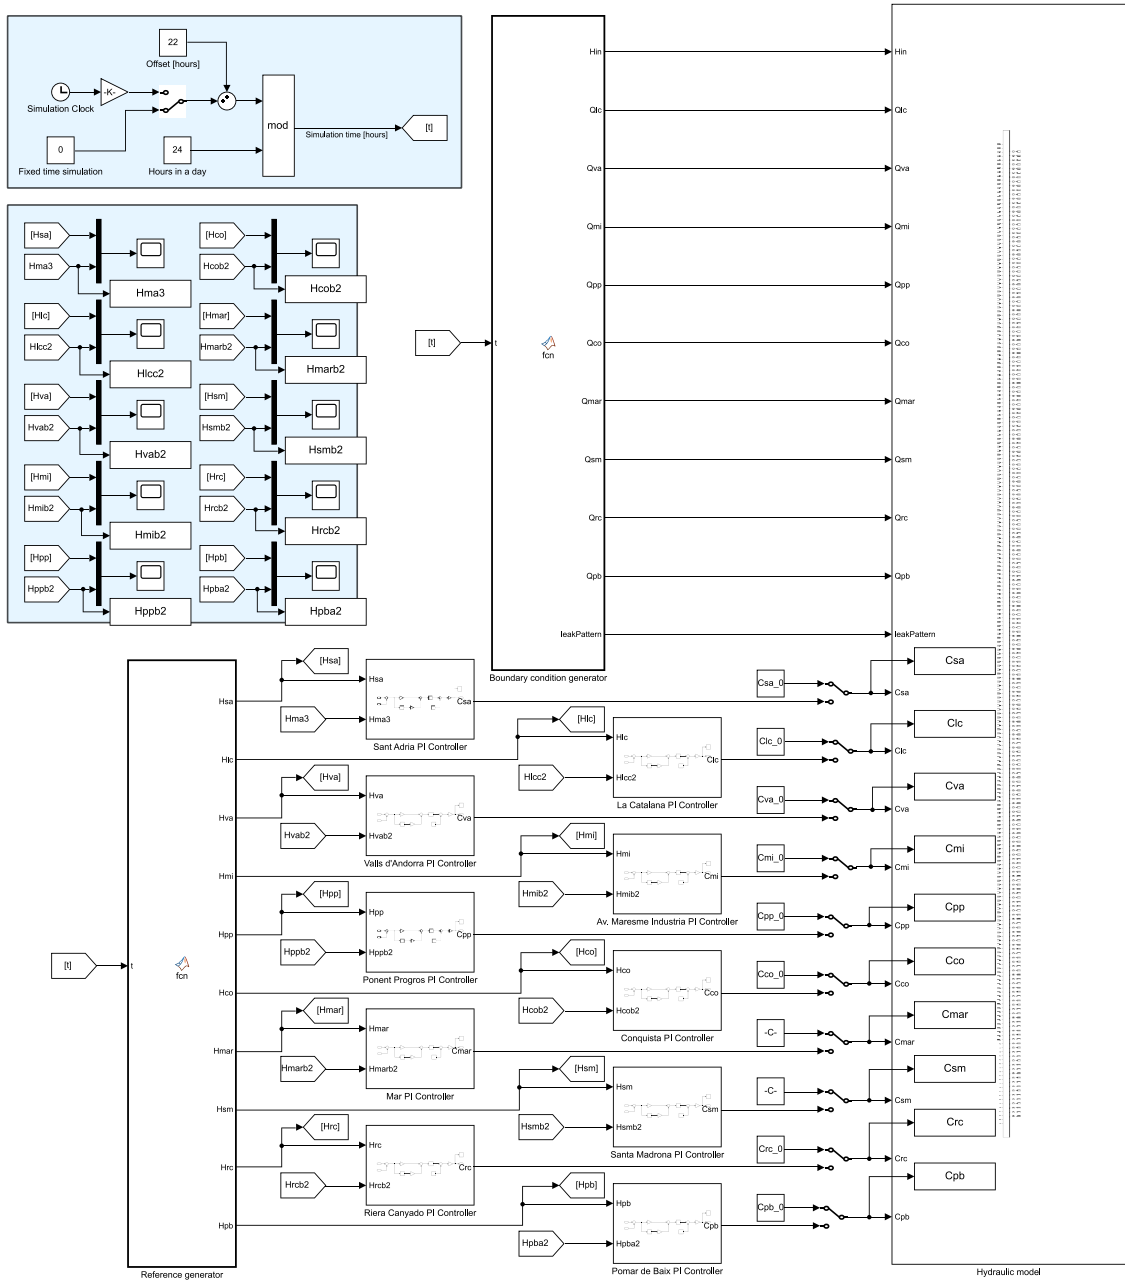 22
Offset [hours]
-K-
Simulation Clock
mod
Simulation time [hours]
[t]
0
24
Fixed time simulation
Hours in a day
[Hsa]
Hma3
Hma3
[Hco]
Hcob2
Hcob2
[Hlc]
Hlcc2
Hlcc2
[Hmar]
Hmarb2
Hmarb2
[Hva]
Hvab2
Hvab2
[Hsm]
Hsmb2
Hsmb2
[Hmi]
Hmib2
Hmib2
[Hrc]
Hrcb2
Hrcb2
[Hpp]
Hppb2
Hppb2
[Hpb]
Hpba2
Hpba2
[t]
t
fcn
Hin
Qlc
Qva
Qmi
Qpp
Qco
Qmar
Qsm
Qrc
Qpb
leakPattern
Boundary condition generator
Hin
Qlc
Qva
Qmi
Qpp
Qco
Qmar
Qsm
Qrc
Qpb
leakPattern
Csa
Clc
Cva
Cmi
Cpp
Cco
Cmar
Csm
Crc
Cpb
Hydraulic model
[t]
t
fcn
Hsa
Hlc
Hva
Hmi
Hpp
Hco
Hmar
Hsm
Hrc
Hpb
Reference generator
[Hsa]
Hma3
Hsa
Hma3
Csa
Sant Adria PI Controller
[Hlc]
Hlcc2
Hlc
Hlcc2
Clc
La Catalana PI Controller
[Hva]
Hvab2
Hva
Hvab2
Cva
Valls d'Andorra PI Controller
[Hmi]
Hmib2
Hmi
Hmib2
Cmi
Av. Maresme Industria PI Controller
[Hpp]
Hppb2
Hpp
Hppb2
Cpp
Ponent Progros PI Controller
[Hco]
Hcob2
Hco
Hcob2
Cco
Conquista PI Controller
[Hmar]
Hmarb2
Hmar
Hmarb2
Cmar
Mar PI Controller
[Hsm]
Hsmb2
Hsm
Hsmb2
Csm
Santa Madrona PI Controller
[Hrc]
Hrcb2
Hrc
Hrcb2
Crc
Riera Canyado PI Controller
[Hpb]
Hpba2
Hpb
Hpba2
Cpb
Pomar de Baix PI Controller
Csa_0
Clc_0
Cva_0
Cmi_0
Cpp_0
Cco_0
-C-
-C-
Crc_0
Cpb_0
Csa
Clc
Cva
Cmi
Cpp
Cco
Cmar
Csm
Crc
Cpb